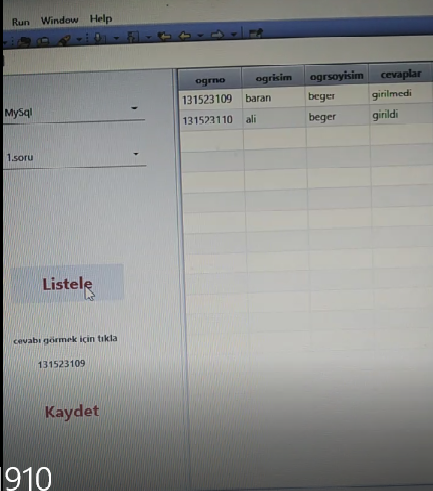 Run Window Help
ogrno ogrisim ogrsoyisim cevaplar
131523109 baran beger girilmedi
131523110 ali beger girildi
MySql
1.soru
Listele
cevabı görmek için tıkla
131523109
Kaydet
910